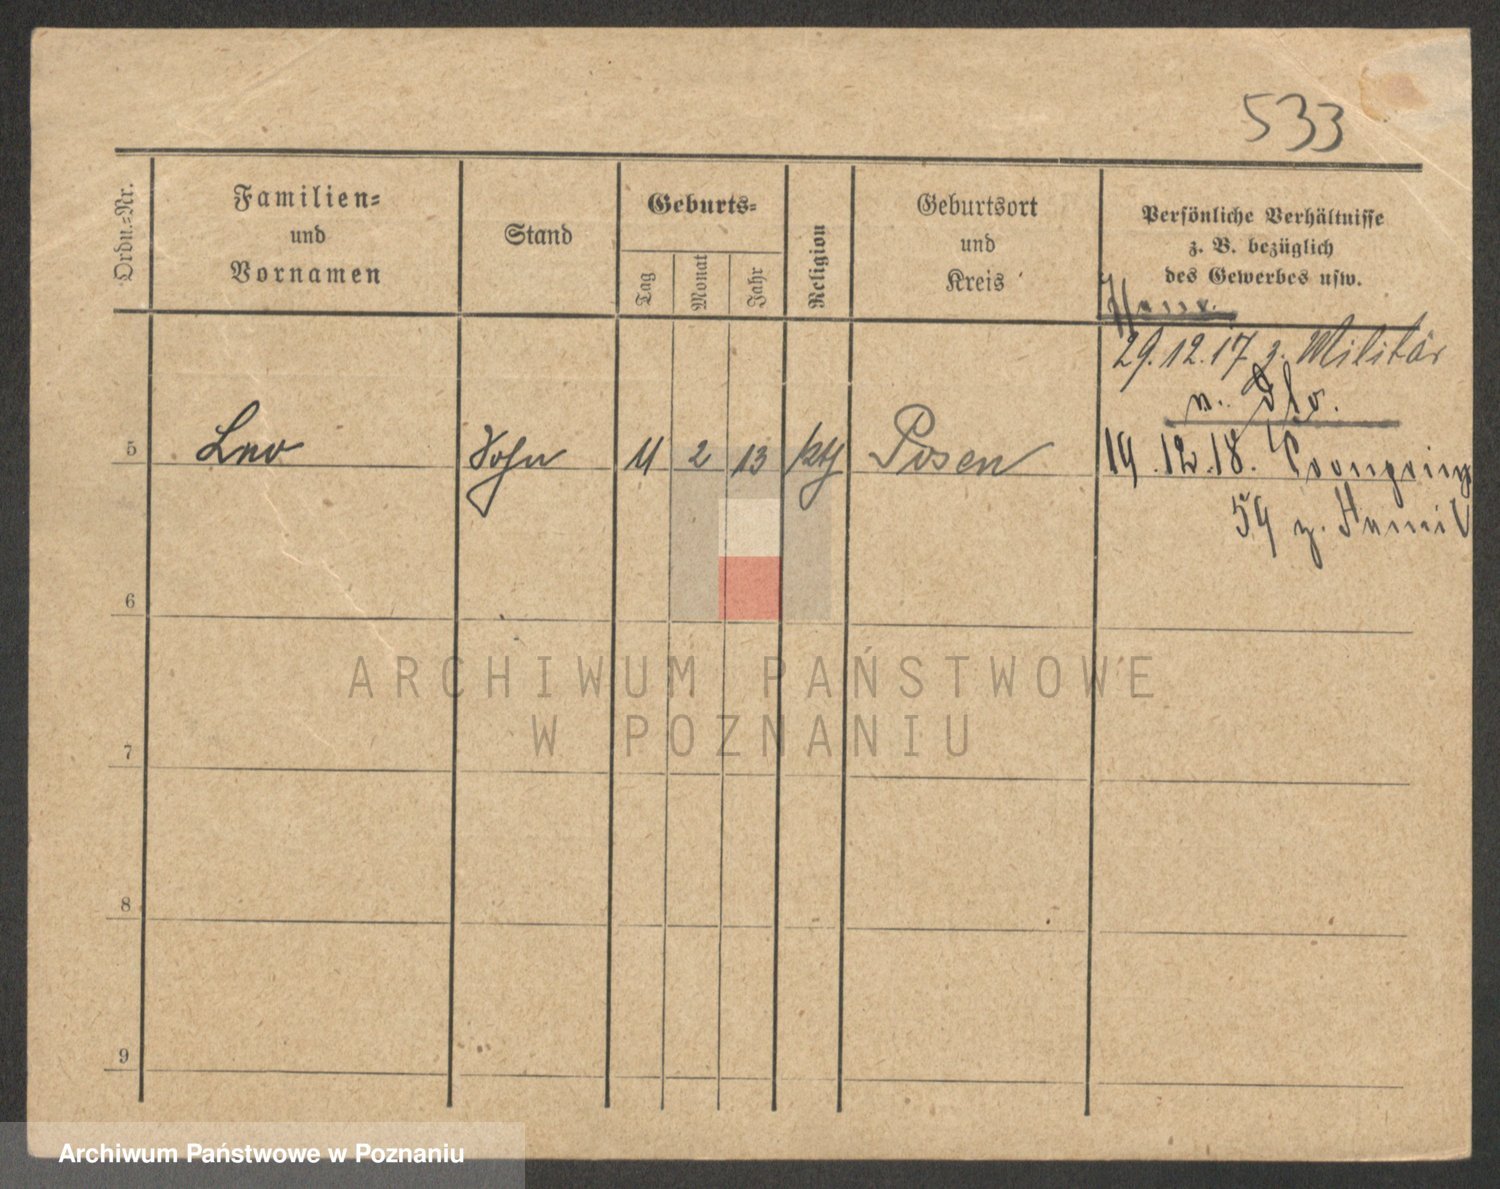 533
Ordn.-Nr.
Familien-
und
Vornamen
Stand
Geburts-
Tag
Monat
Jahr
Religion
Geburtsort
und
Kreis
Persönliche Verhältnisse
z. B. bezüglich
des Gewerbes usw.
29.12.17 z. Militär
5 Leo Sohn 11 2 13 kth Posen 19.12.18.
59 z. Famil
6
7
8
9
ARCHIWUM PAŃSTWOWE
W POZNANIU
Archiwum Państwowe w Poznaniu